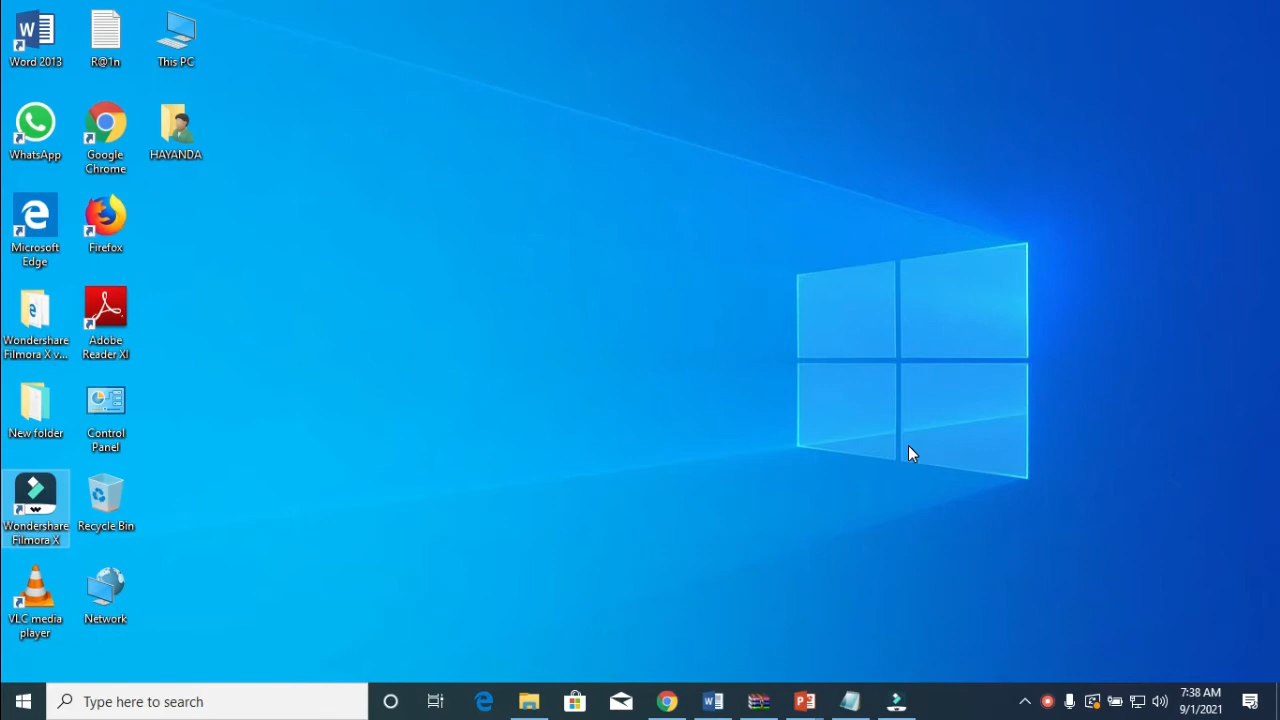 Word 2013
R@1n
This PC
WhatsApp
Google
Chrome
HAYANDA
Microsoft
Edge
Firefox
Wondershare
Filmora X v...
Adobe
Reader XI
New folder
Control
Panel
Wondershare
Filmora X
Recycle Bin
VLC media
player
Network
Type here to search
7:38 AM
9/1/2021